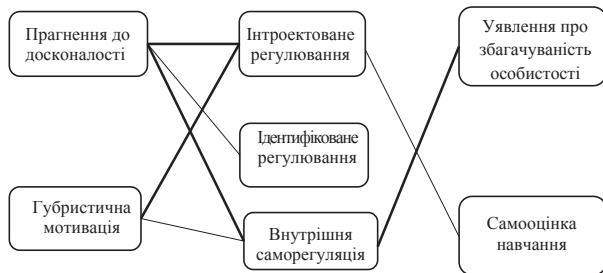 Прагнення до
досконалості
Інтроектоване
регулювання
Уявлення про
збагачуваність
особистості
Ідентифіковане
регулювання
Губристична
мотивація
Внутрішня
саморегуляція
Самооцінка
навчання